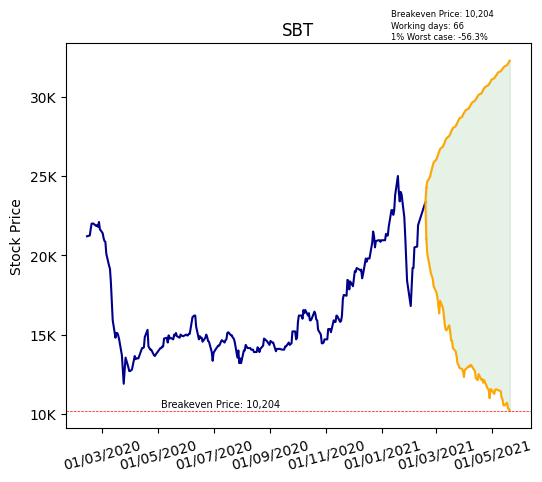 Breakeven Price: 10,204
Working days: 66
1% Worst case: -56.3%
SBT
Stock Price
30K
25K
20K
15K
10K
Breakeven Price: 10,204
01/03/2020
01/05/2020
01/07/2020
01/09/2020
01/11/2020
01/01/2021
01/03/2021
01/05/2021